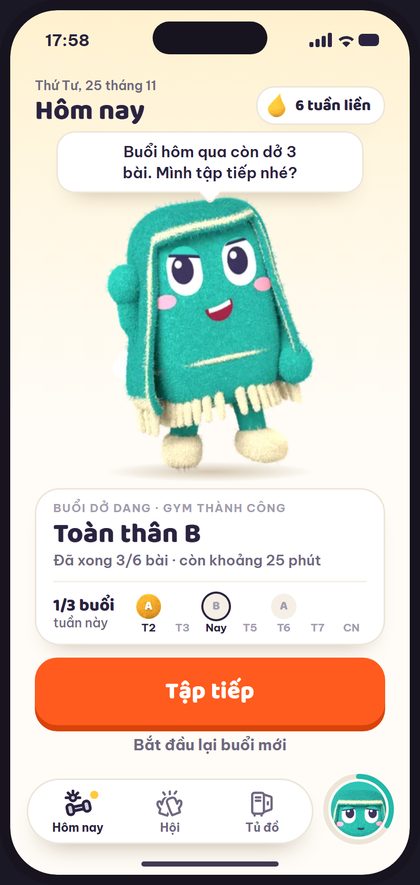 17:58
Thứ Tư, 25 tháng 11
Hôm nay
6 tuần liền
Buổi hôm qua còn dở 3
bài. Mình tập tiếp nhé?
BUỔI DỞ DANG · GYM THÀNH CÔNG
Toàn thân B
Đã xong 3/6 bài · còn khoảng 25 phút
1/3 buổi
tuần này
A B A
T2 T3 Nay T5 T6 T7 CN
Tập tiếp
Bắt đầu lại buổi mới
Hôm nay Hội Tủ đồ